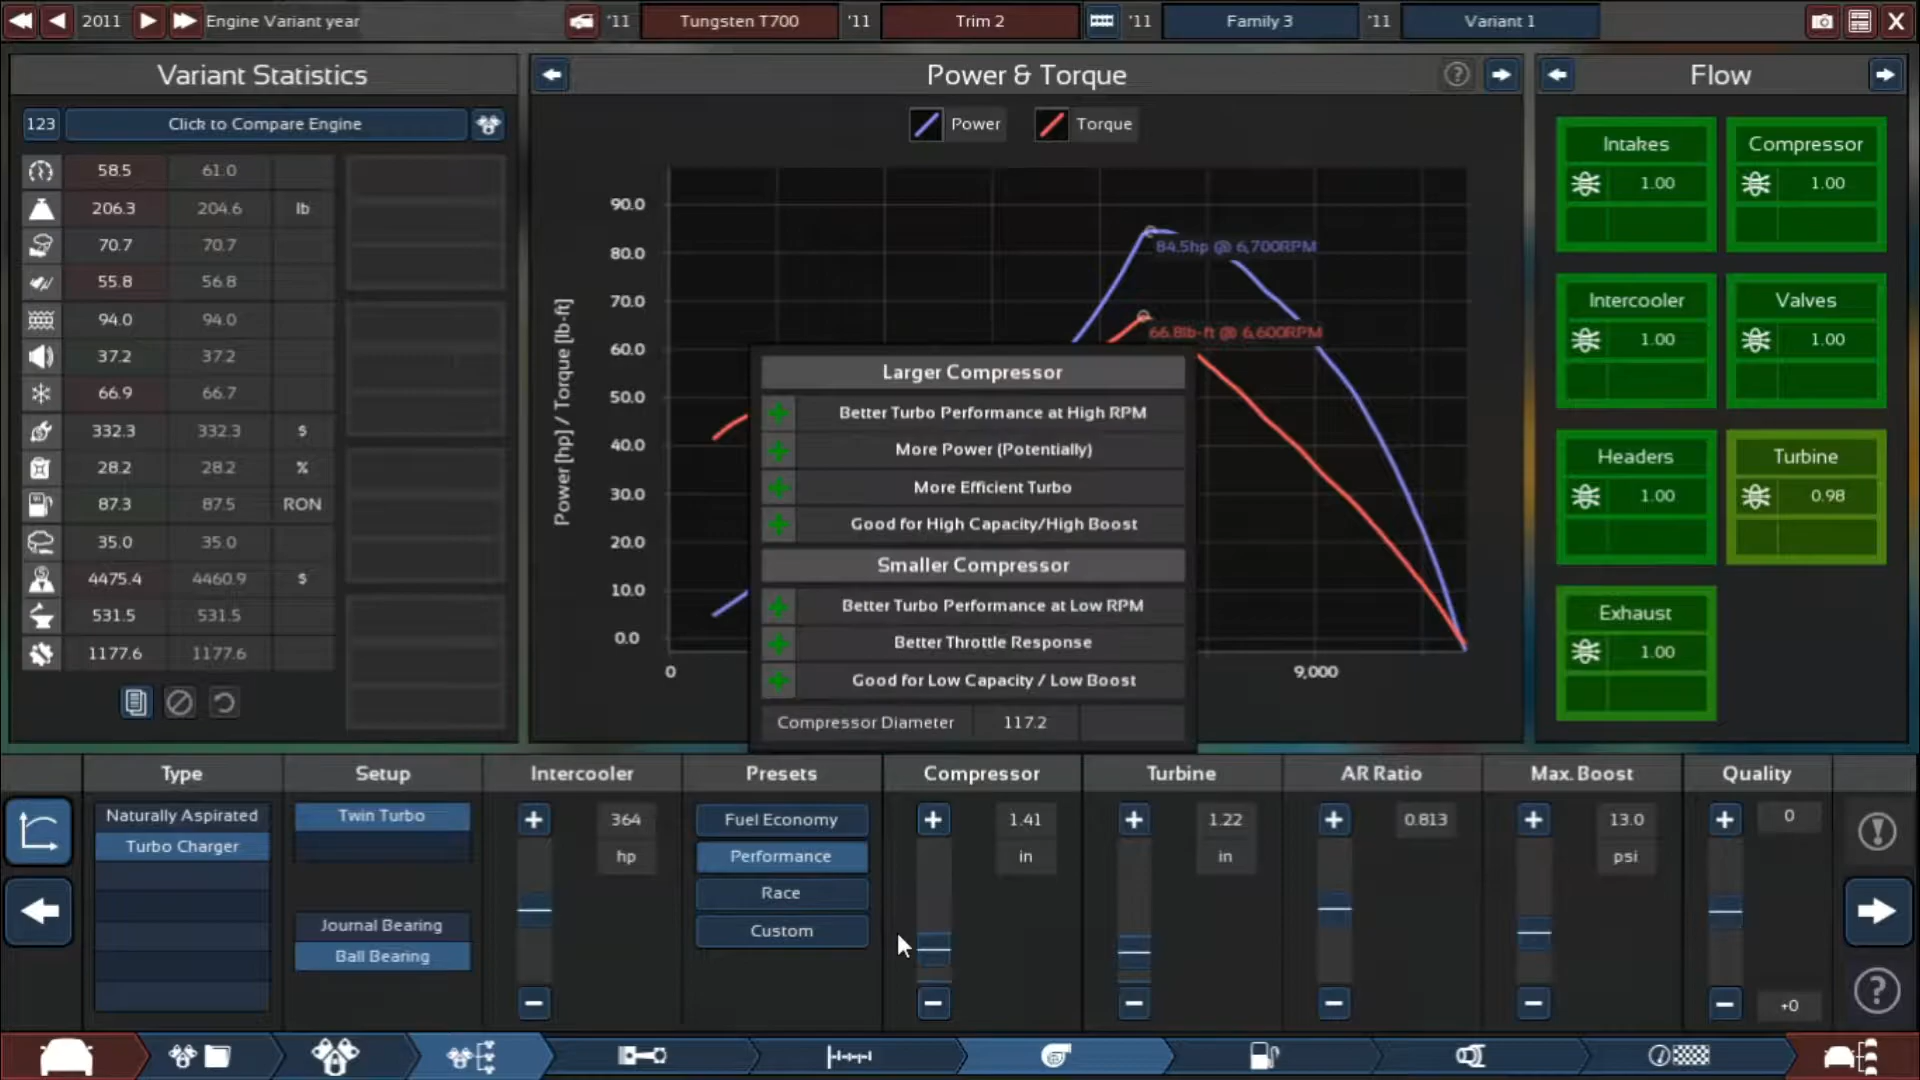 2011 Engine Variant year '11 Tungsten T700 '11 Trim 2 '11 Family 3 '11 Variant 1 X
Variant Statistics
123 Click to Compare Engine
58.5 61.0
206.3 204.6 lb
70.7 70.7
55.8 56.8
94.0 94.0
37.2 37.2
66.9 66.7
332.3 332.3 $
28.2 28.2 %
87.3 87.5 RON
35.0 35.0
4475.4 4460.9 $
531.5 531.5
1177.6 1177.6
Power & Torque ?
Power Torque
Power [hp] / Torque [lb-ft]
90.0
80.0
70.0
60.0
50.0
40.0
30.0
20.0
10.0
0.0
0 9,000
84.5hp @ 6,700RPM
66.8lb-ft @ 6,600RPM
Larger Compressor
Better Turbo Performance at High RPM
More Power (Potentially)
More Efficient Turbo
Good for High Capacity/High Boost
Smaller Compressor
Better Turbo Performance at Low RPM
Better Throttle Response
Good for Low Capacity / Low Boost
Compressor Diameter 117.2
Flow
Intakes
1.00
Compressor
1.00
Intercooler
1.00
Valves
1.00
Headers
1.00
Turbine
0.98
Exhaust
1.00
Type
Naturally Aspirated
Turbo Charger
Setup
Twin Turbo
Journal Bearing
Ball Bearing
Intercooler
364
hp
Presets
Fuel Economy
Performance
Race
Custom
Compressor
1.41
in
Turbine
1.22
in
AR Ratio
0.813
Max. Boost
13.0
psi
Quality
0
+0
!
?